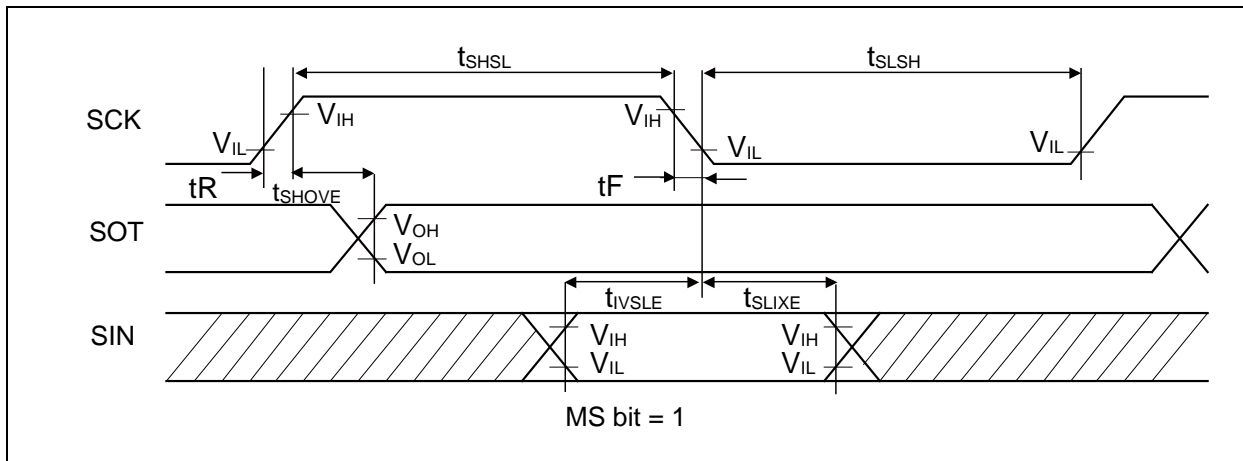 tSHSL tSLSH
SCK VIH VIH
VIL VIL VIL
tR tSHOVE tF
SOT VOH
VOL
tIVSLE tSLIXE
SIN VIH VIH
VIL VIL
MS bit = 1